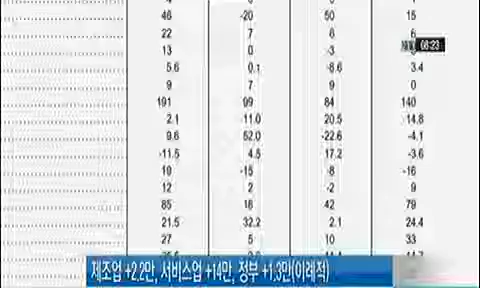 46 -20 50 15
22 7 6 6
08:23
13 0 -3
5.6 0.1 -8.6 3.4
9 7 9 0
191 99 84 140
2.1 -11.0 20.5 -14.8
9.6 52.0 -22.6 -4.1
-11.5 4.5 17.2 -3.6
10 -15 -8 -16
12 2 -2 9
85 18 42 79
21.5 32.2 2.1 24.4
27 5 10 33
제조업 +2.2만, 서비스업 +14만, 정부 +1.3만(이례적)